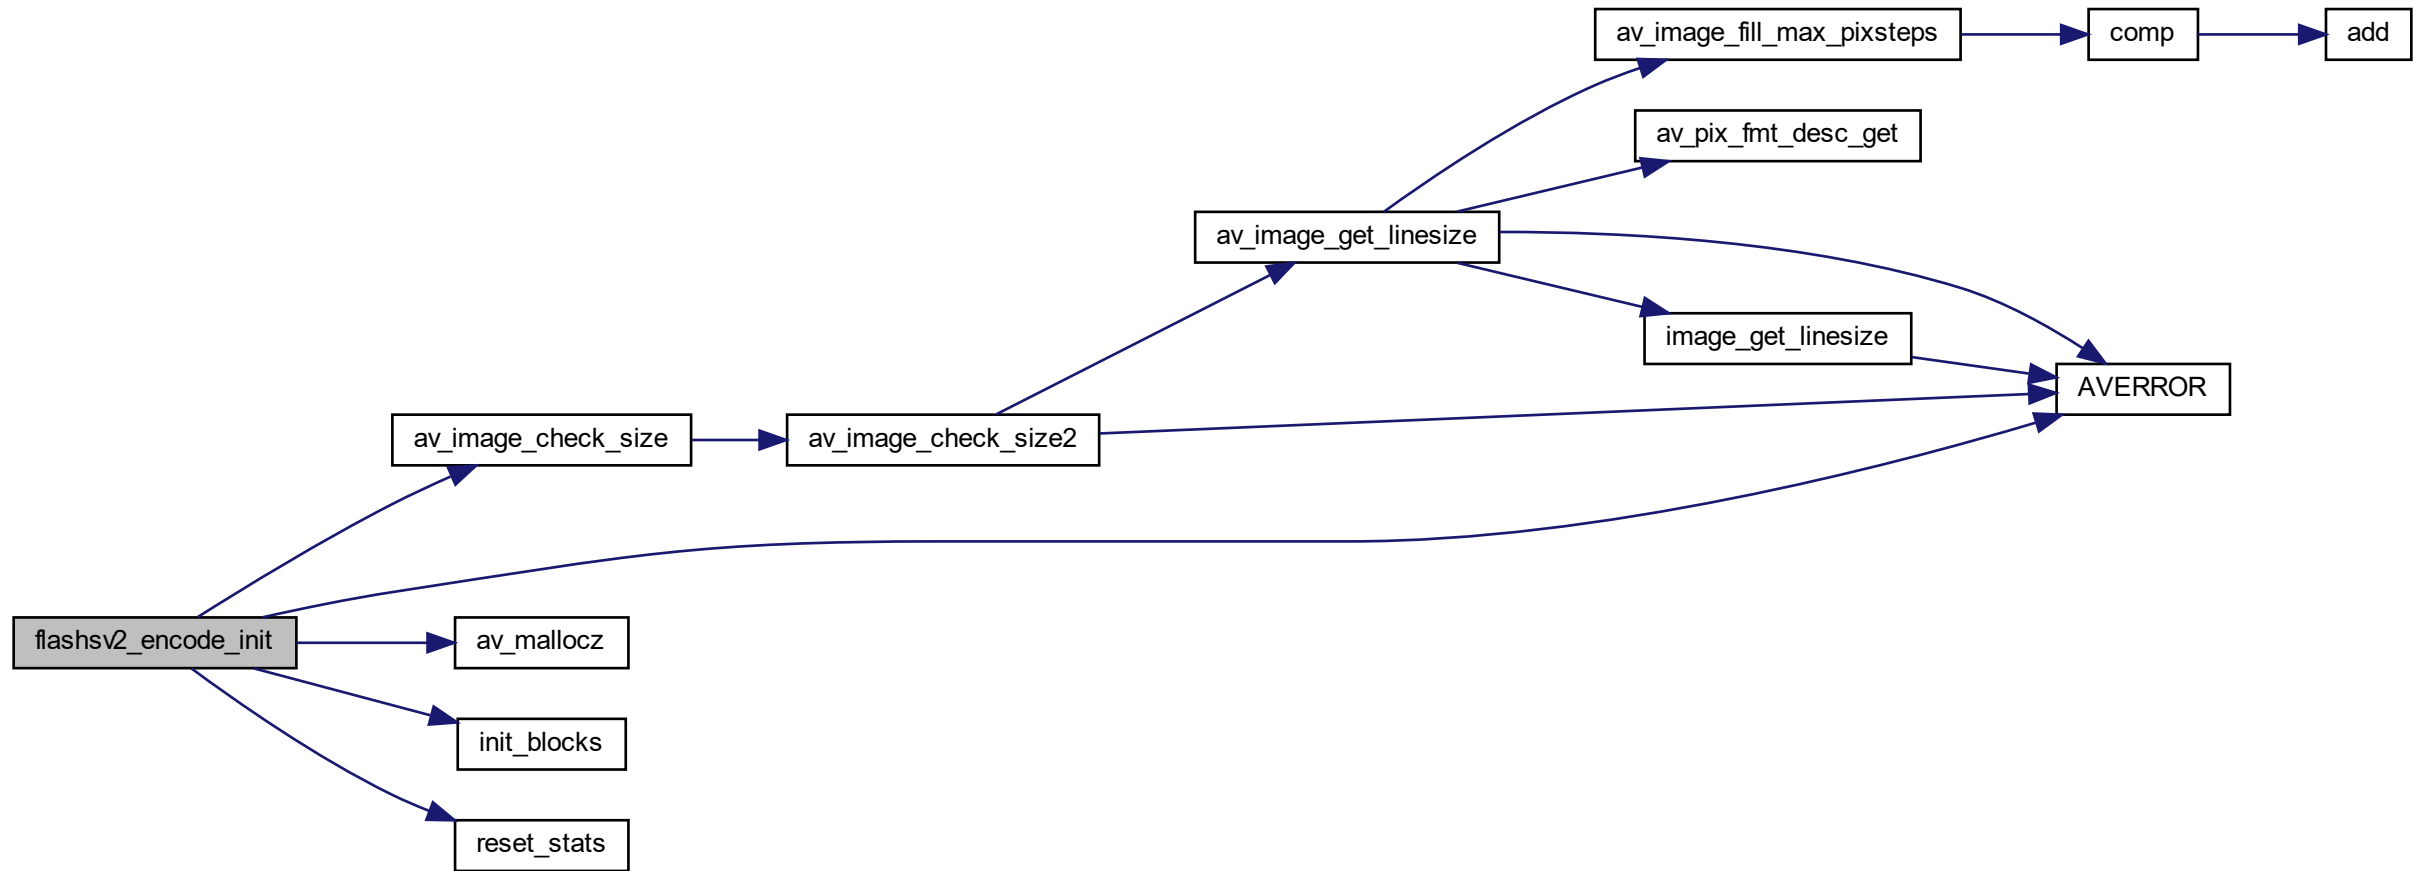 av_image_fill_max_pixsteps
comp
add
av_pix_fmt_desc_get
av_image_get_linesize
image_get_linesize
AVERROR
av_image_check_size
av_image_check_size2
flashsv2_encode_init
av_mallocz
init_blocks
reset_stats